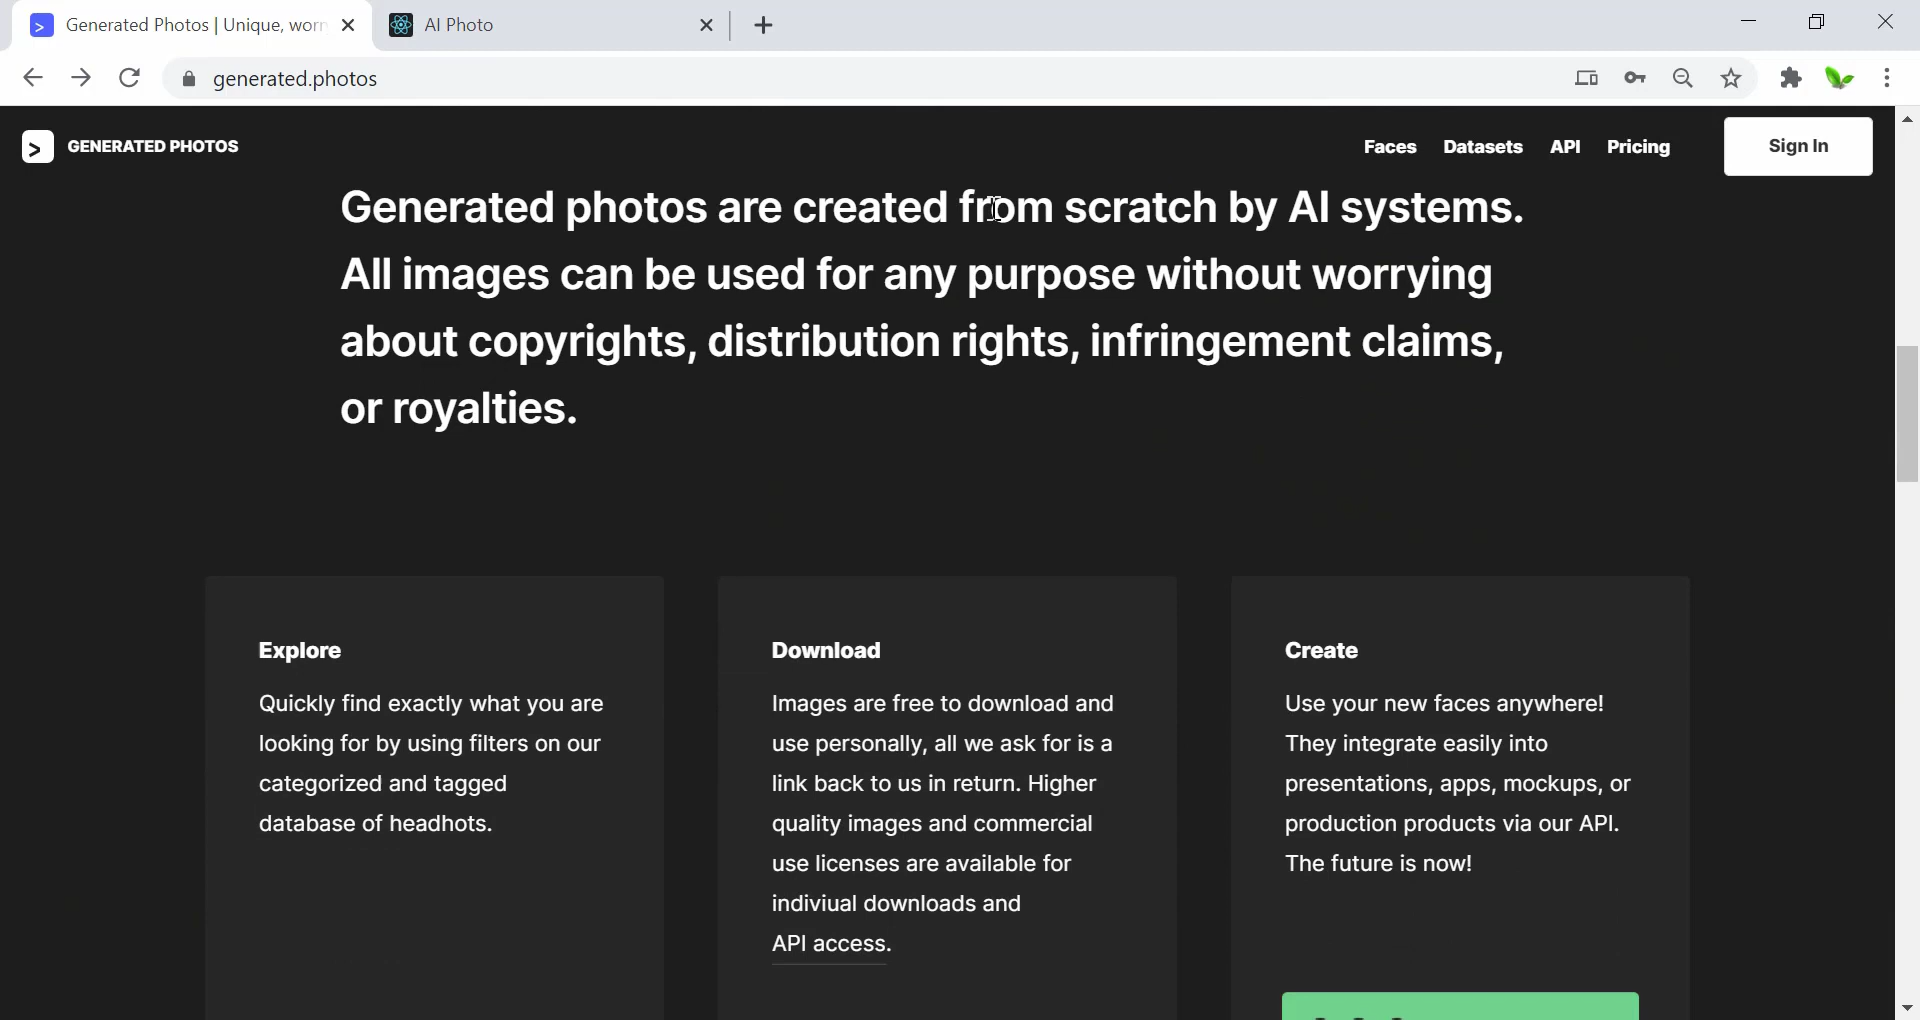 Generated Photos | Unique, worr
AI Photo
generated.photos
GENERATED PHOTOS
Faces Datasets API Pricing Sign In
Generated photos are created from scratch by AI systems.
All images can be used for any purpose without worrying
about copyrights, distribution rights, infringement claims,
or royalties.
Explore
Quickly find exactly what you are
looking for by using filters on our
categorized and tagged
database of headhots.
Download
Images are free to download and
use personally, all we ask for is a
link back to us in return. Higher
quality images and commercial
use licenses are available for
indiviual downloads and
API access.
Create
Use your new faces anywhere!
They integrate easily into
presentations, apps, mockups, or
production products via our API.
The future is now!